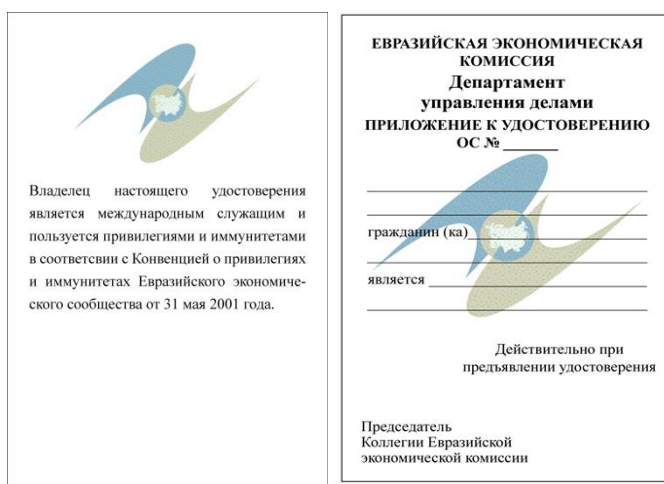 Владелец настоящего удостоверения
является международным служащим и
пользуется привилегиями и иммунитетами
в соответсвии с Конвенцией о привилегиях
и иммунитетах Евразийского экономиче-
ского сообщества от 31 мая 2001 года.
ЕВРАЗИЙСКАЯ ЭКОНОМИЧЕСКАЯ
КОМИССИЯ
Департамент
управления делами
ПРИЛОЖЕНИЕ К УДОСТОВЕРЕНИЮ
ОС № ______
гражданин (ка)
является
Действительно при
предъявлении удостоверения
Председатель
Коллегии Евразийской
экономической комиссии